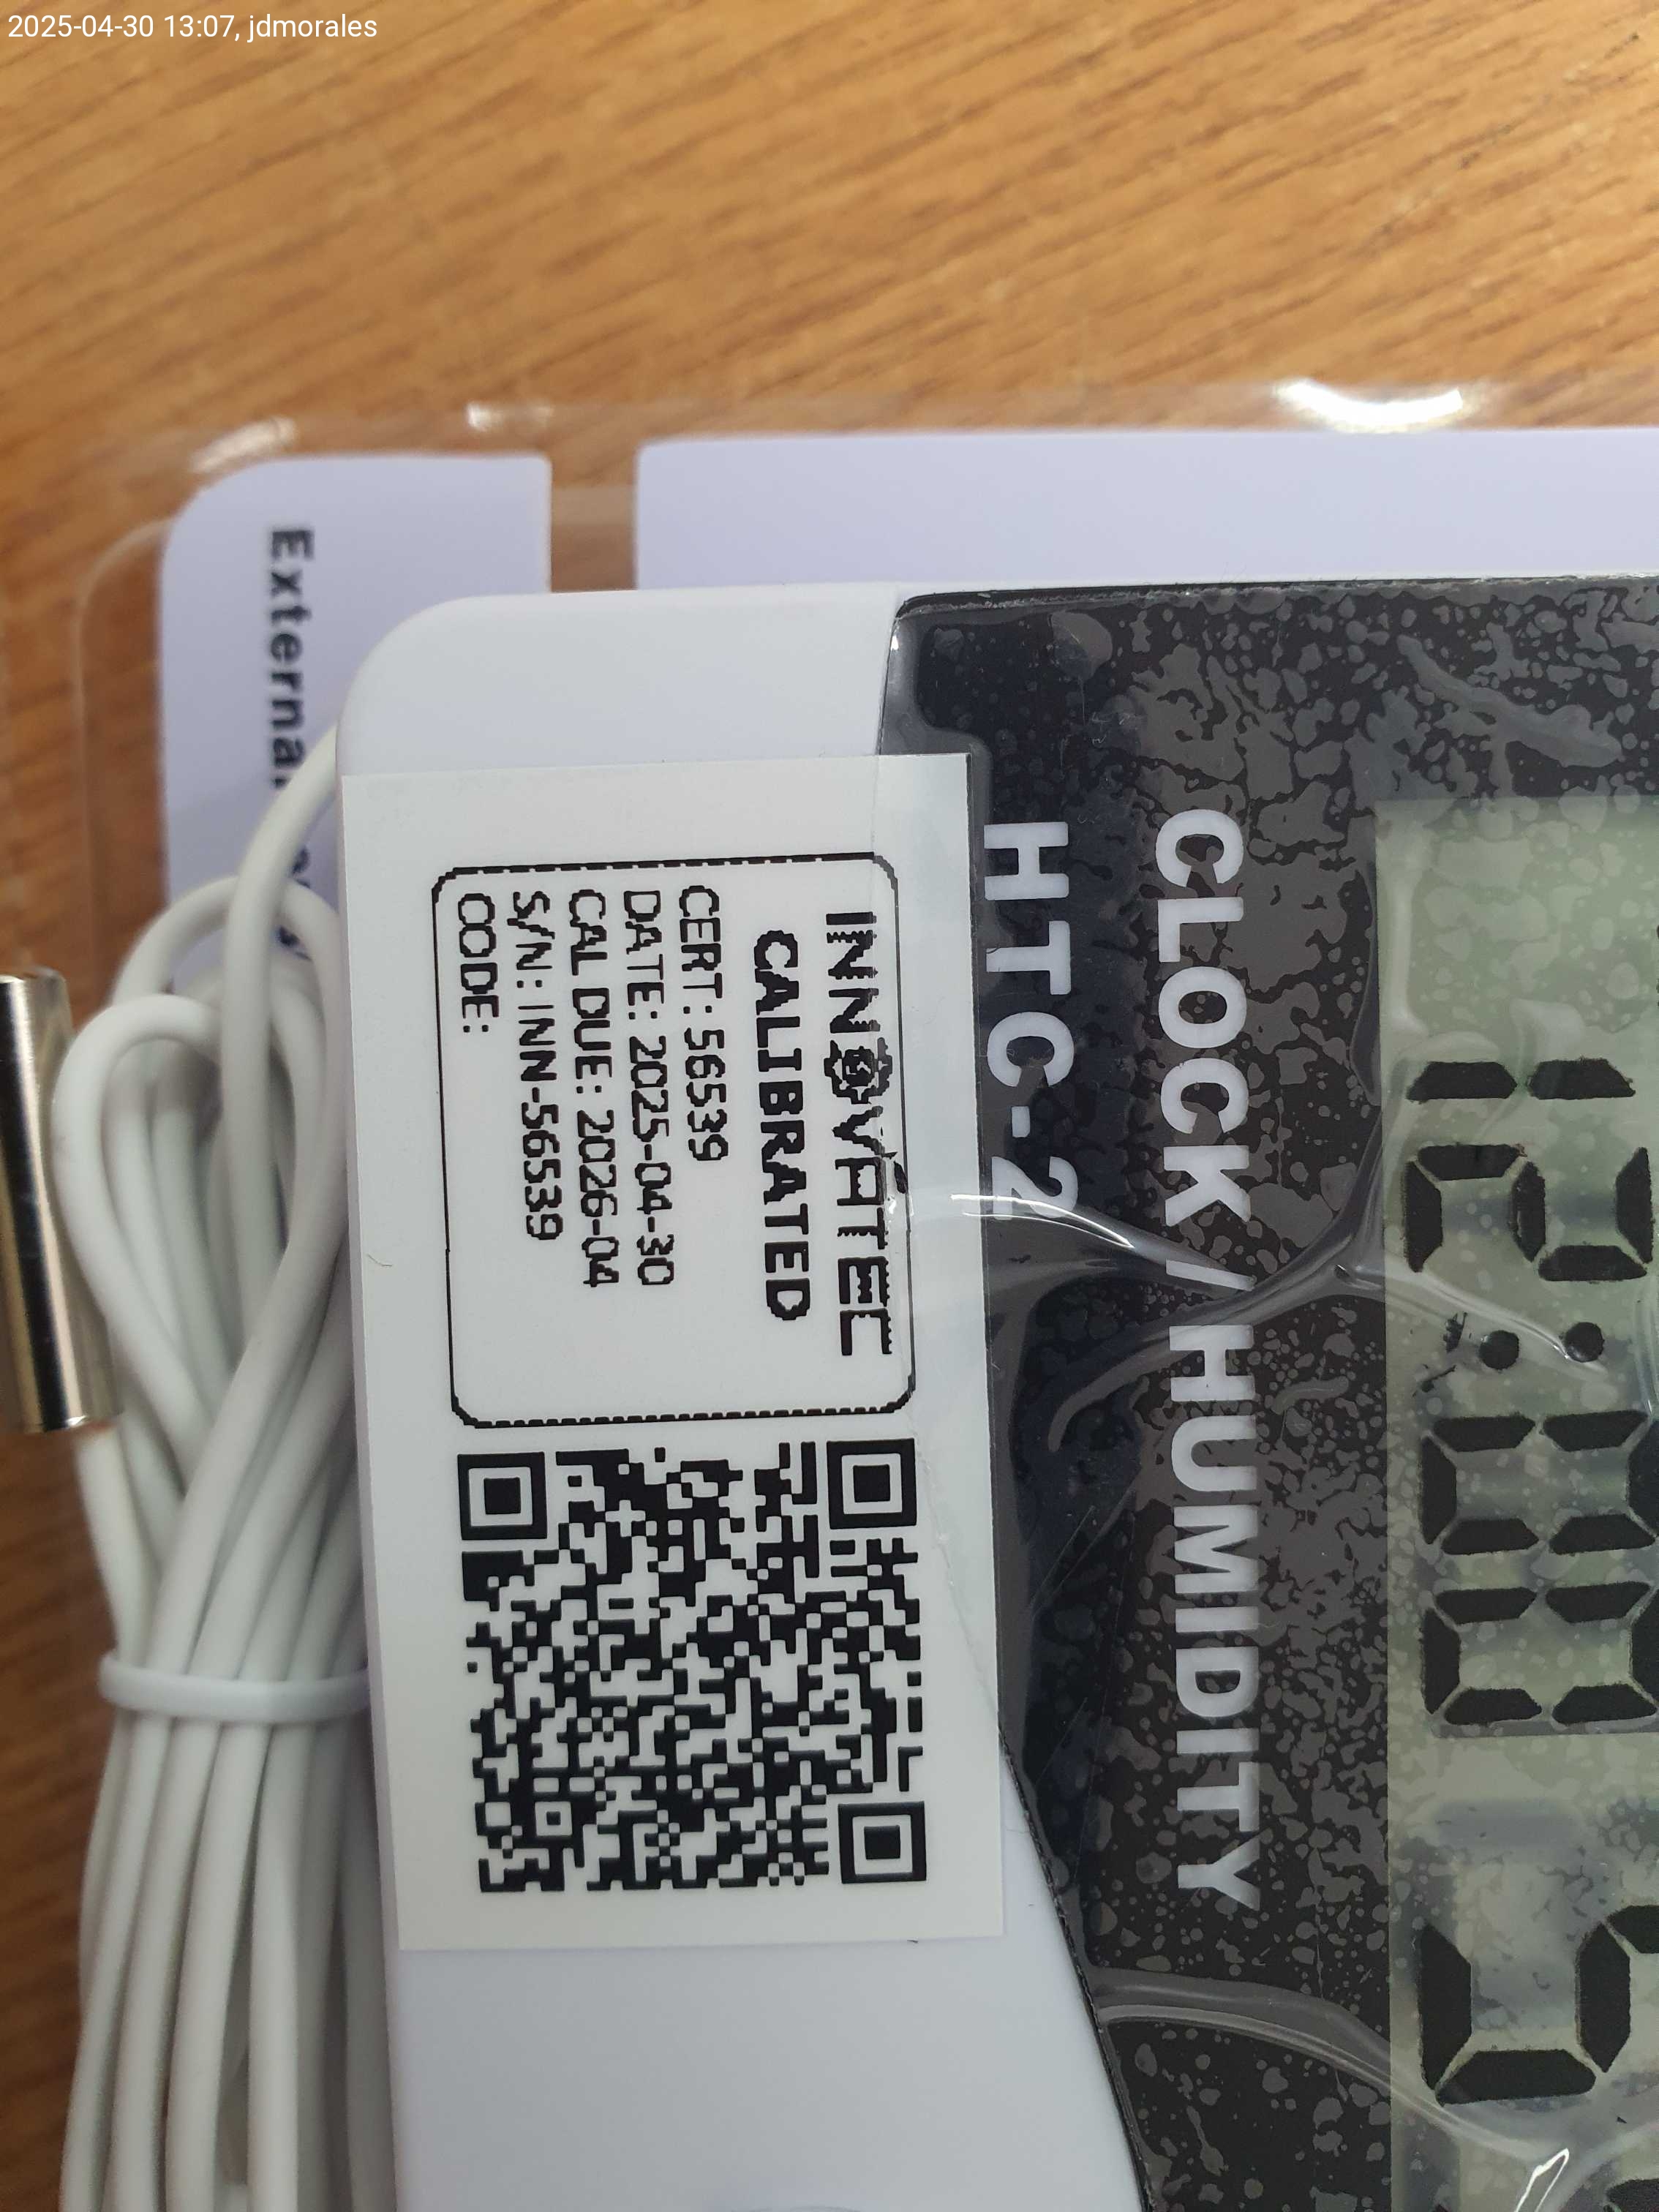 2025-04-30 13:07, jdmorales
External
CLOCK/HUMIDITY
HTC-2
INNOVATEC
CALIBRATED
CERT: 56539
DATE: 2025-04-30
CAL DUE: 2026-04
S/N: INN-56539
CODE: